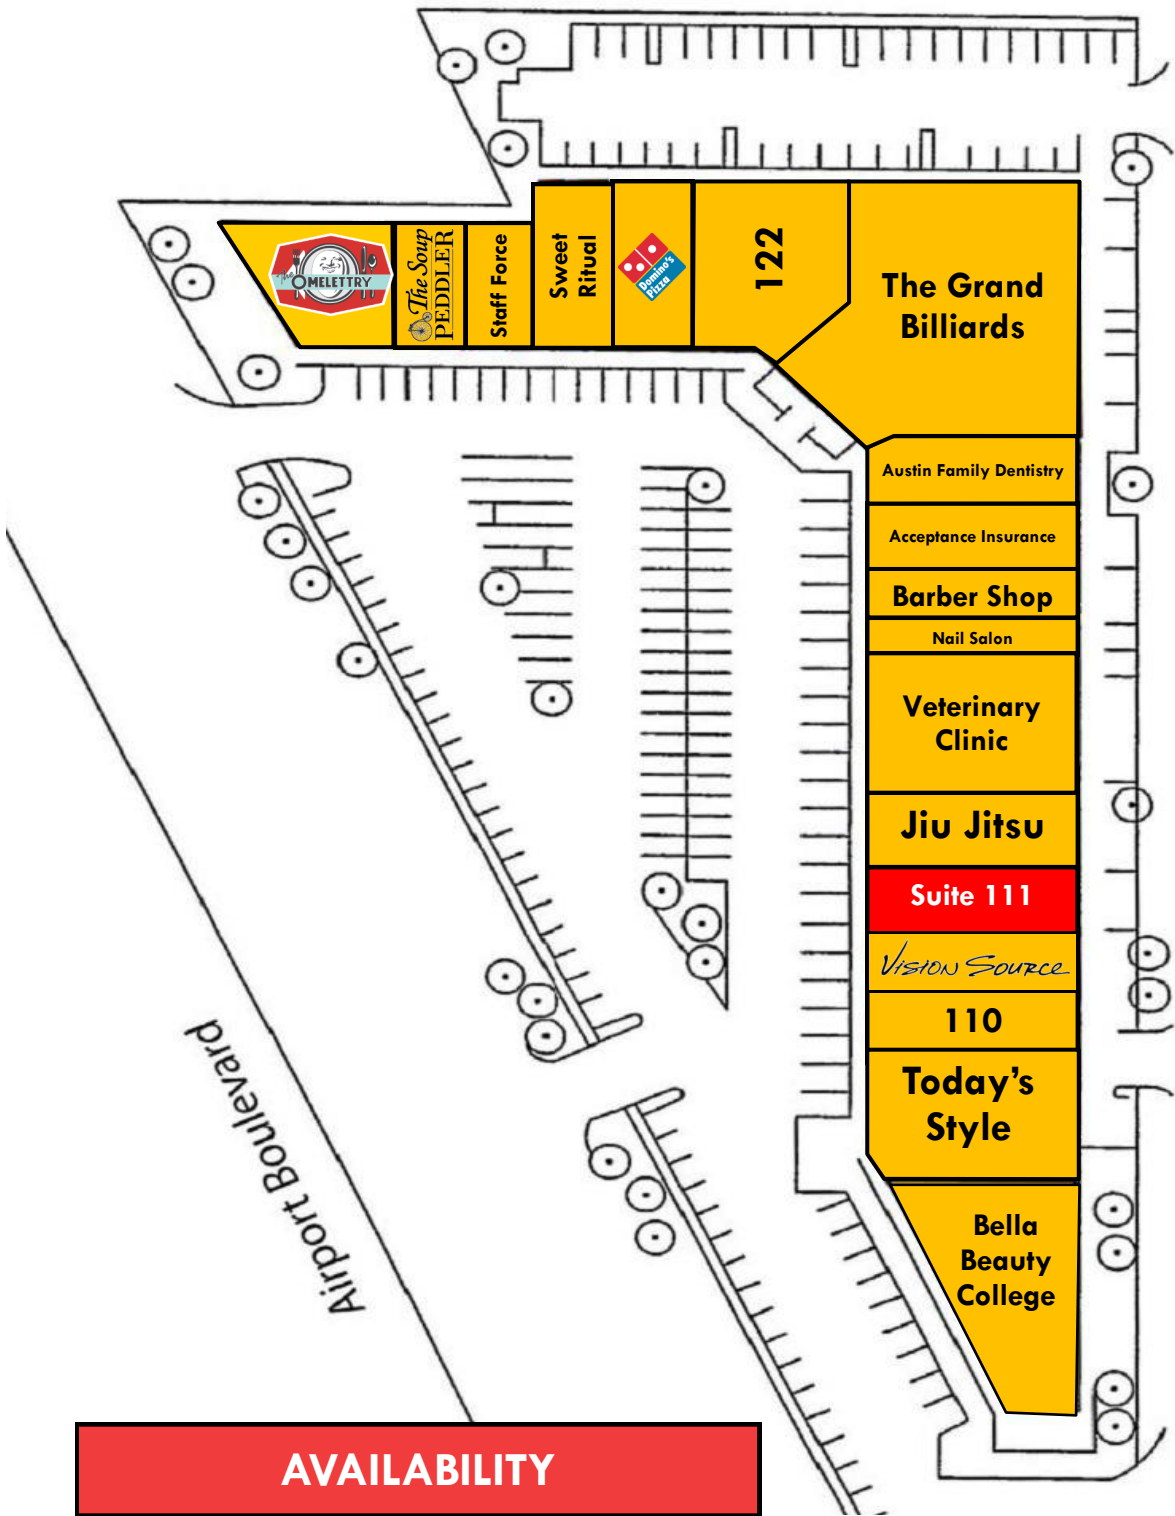 The
OMELETTRY
The Soup
PEDDLER
Staff Force
Sweet
Ritual
Domino's
Pizza
122
The Grand
Billiards
Austin Family Dentistry
Acceptance Insurance
Barber Shop
Nail Salon
Veterinary
Clinic
Jiu Jitsu
Suite 111
VISION SOURCE
110
Today's
Style
Bella
Beauty
College
Airport Boulevard
AVAILABILITY